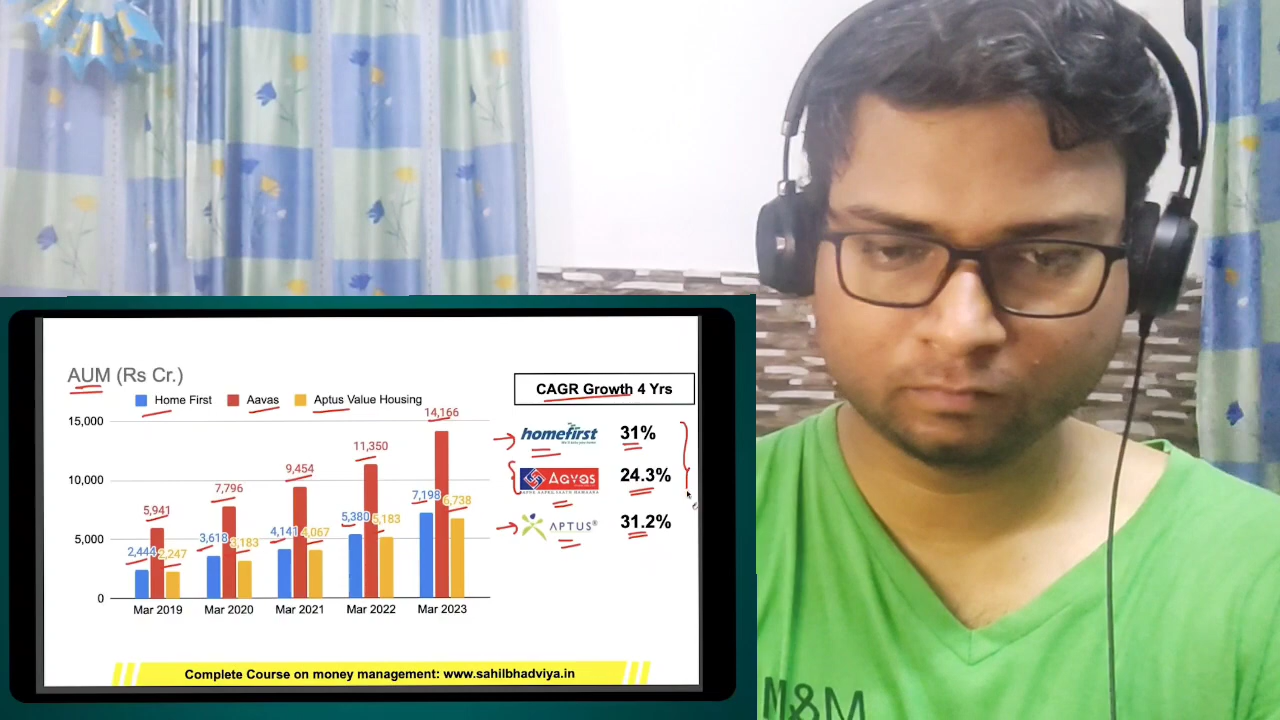 AUM (Rs Cr.)
Home First Aavas Aptus Value Housing
15,000
10,000
5,000
0
2,444 5,941 2,247
3,618 7,796 3,183
4,141 9,454 4,067
5,380 11,350 5,183
7,198 14,166 6,738
Mar 2019 Mar 2020 Mar 2021 Mar 2022 Mar 2023
CAGR Growth 4 Yrs
homefirst 31%
Aavas 24.3%
APTUS® 31.2%
Complete Course on money management: www.sahilbhadviya.in
M&M